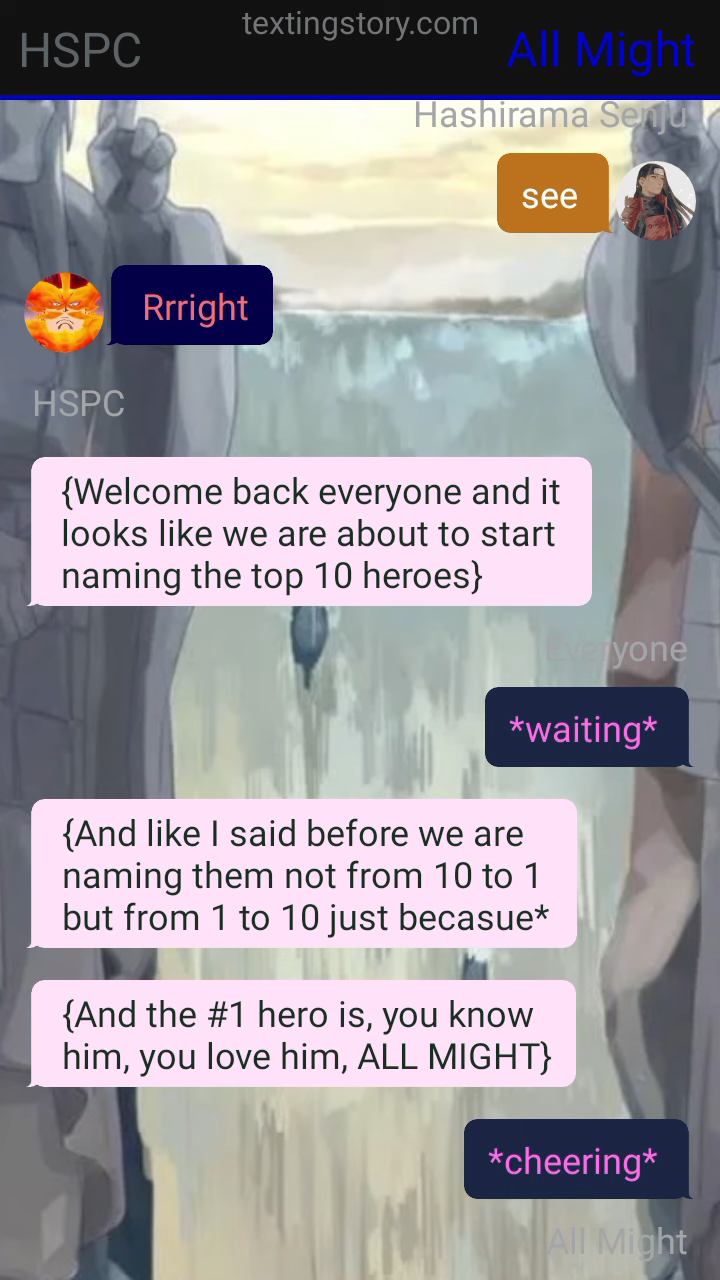 textingstory.com
HSPC
All Might
Hashirama Senju
see
Rrright
HSPC
{Welcome back everyone and it
looks like we are about to start
naming the top 10 heroes}
Everyone
*waiting*
{And like I said before we are
naming them not from 10 to 1
but from 1 to 10 just becasue*
{And the #1 hero is, you know
him, you love him, ALL MIGHT}
*cheering*
All Might